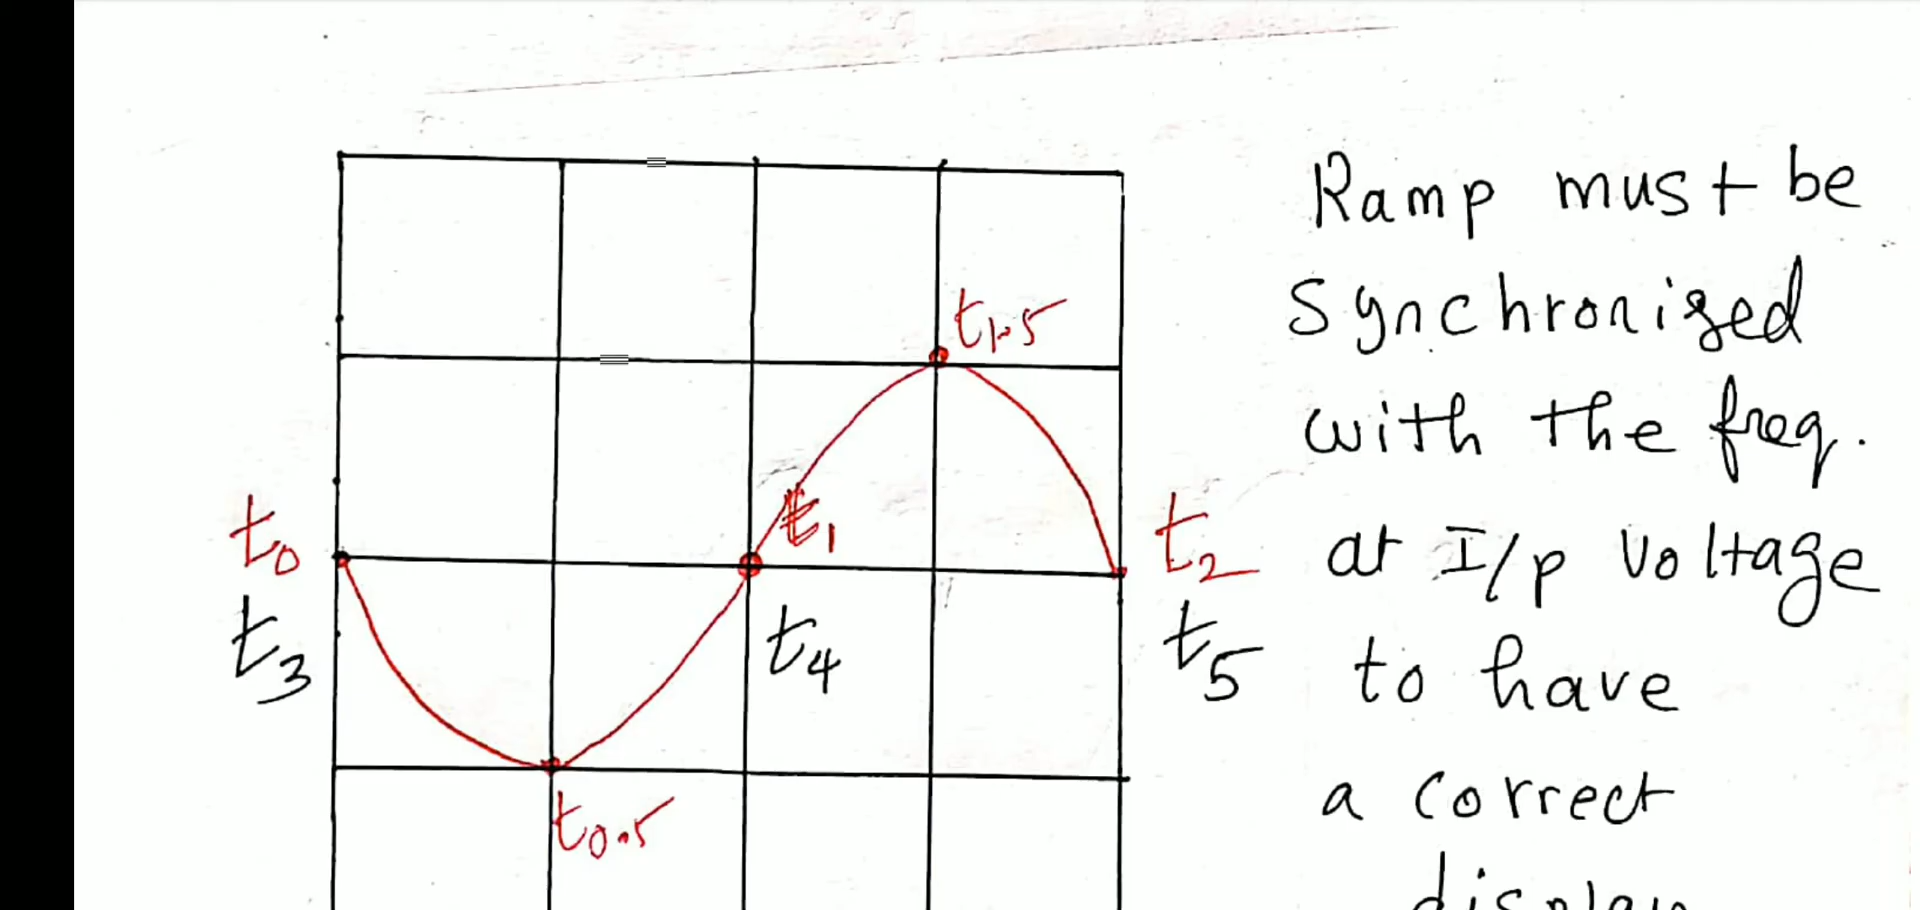 Ramp must be
synchronized
t1.5
with the freq.
t0
t1
t2
at I/p voltage
t3
t4
t5
to have
a correct
t0.5
display